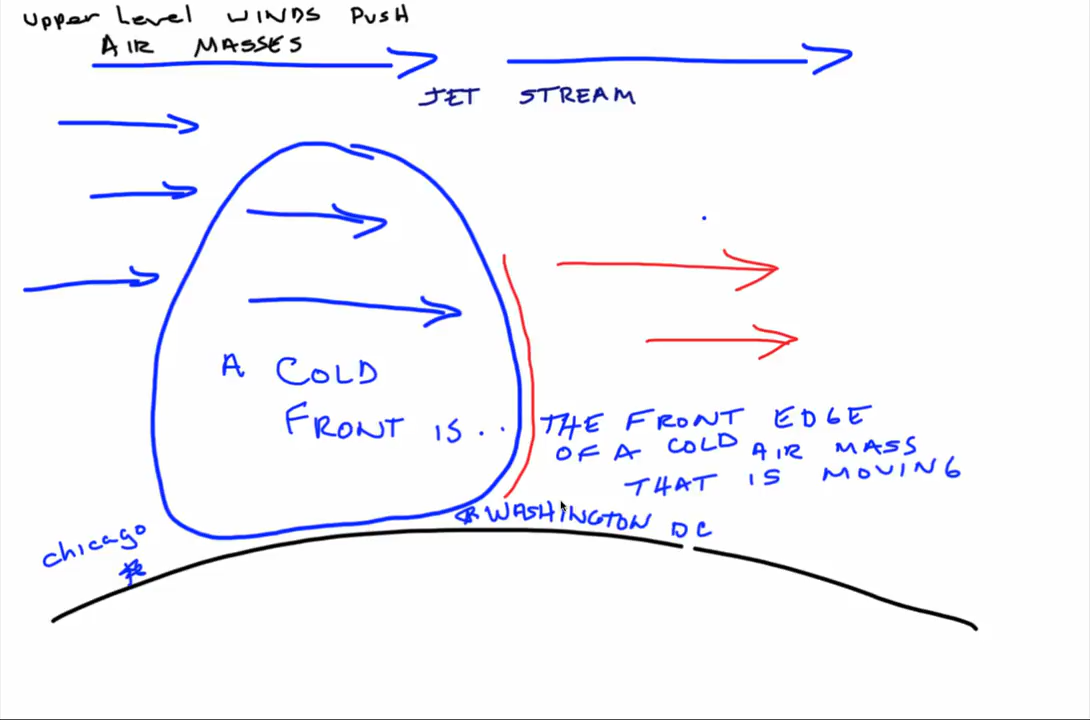 Upper Level WINDS PUSH
AIR MASSES
JET STREAM
A COLD
FRONT IS..
THE FRONT EDGE
OF A COLD AIR MASS
THAT IS MOVING
WASHINGTON DC
chicago